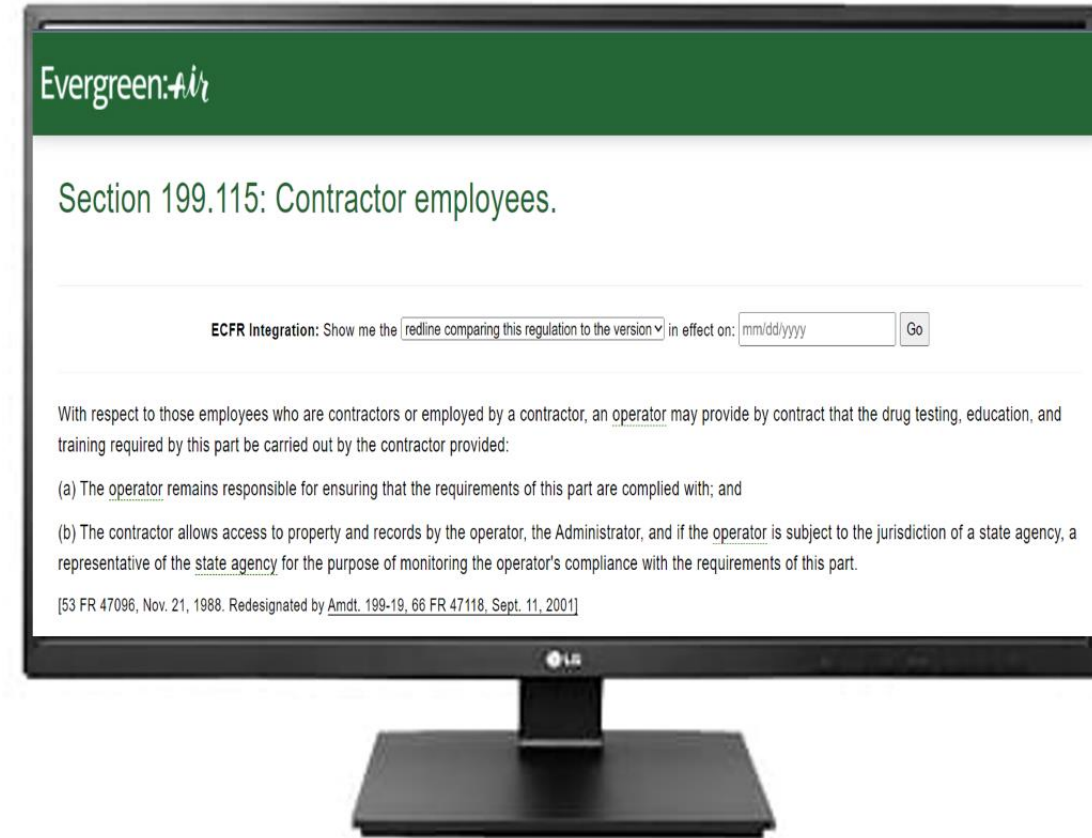 Evergreen:Air
Section 199.115: Contractor employees.
ECFR Integration: Show me the redline comparing this regulation to the version in effect on: mm/dd/yyyy Go
With respect to those employees who are contractors or employed by a contractor, an operator may provide by contract that the drug testing, education, and
training required by this part be carried out by the contractor provided:
(a) The operator remains responsible for ensuring that the requirements of this part are complied with; and
(b) The contractor allows access to property and records by the operator, the Administrator, and if the operator is subject to the jurisdiction of a state agency, a
representative of the state agency for the purpose of monitoring the operator's compliance with the requirements of this part.
[53 FR 47096, Nov. 21, 1988. Redesignated by Amdt. 199-19, 66 FR 47118, Sept. 11, 2001]
LG